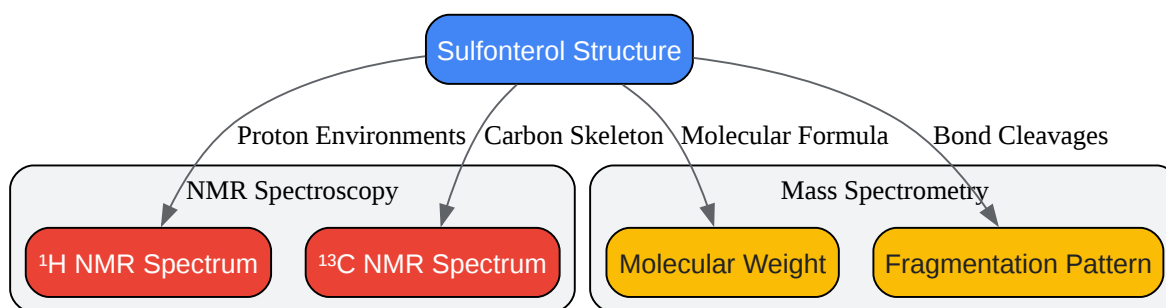 Sulfonterol Structure
Proton Environments
Carbon Skeleton
Molecular Formula
Bond Cleavages
NMR Spectroscopy
Mass Spectrometry
¹H NMR Spectrum
¹³C NMR Spectrum
Molecular Weight
Fragmentation Pattern